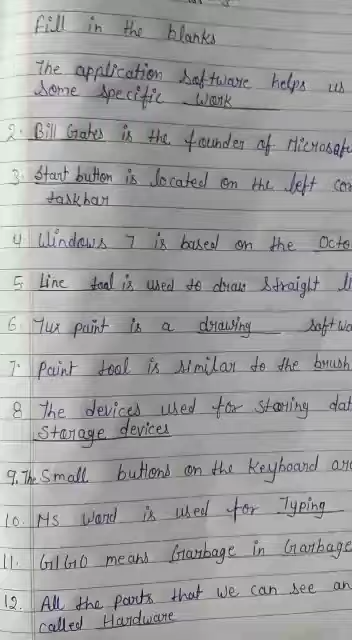 Fill in the blanks
The application software helps us
some specific work
2. Bill Gates is the founder of Microsof
3. Start button is located on the left cor
taskbar
4 Windows 7 is based on the Octo
5 Line tool is used to draw straight li
6. Tux paint is a drawing softwa
7. Paint tool is similar to the brush
8 The devices used for storing dat
Storage devices
9. The Small buttons on the keyboard are
10. MS Word is used for Typing
11. GIGO means Garbage in Garbage
12. All the parts that we can see an
called Hardware